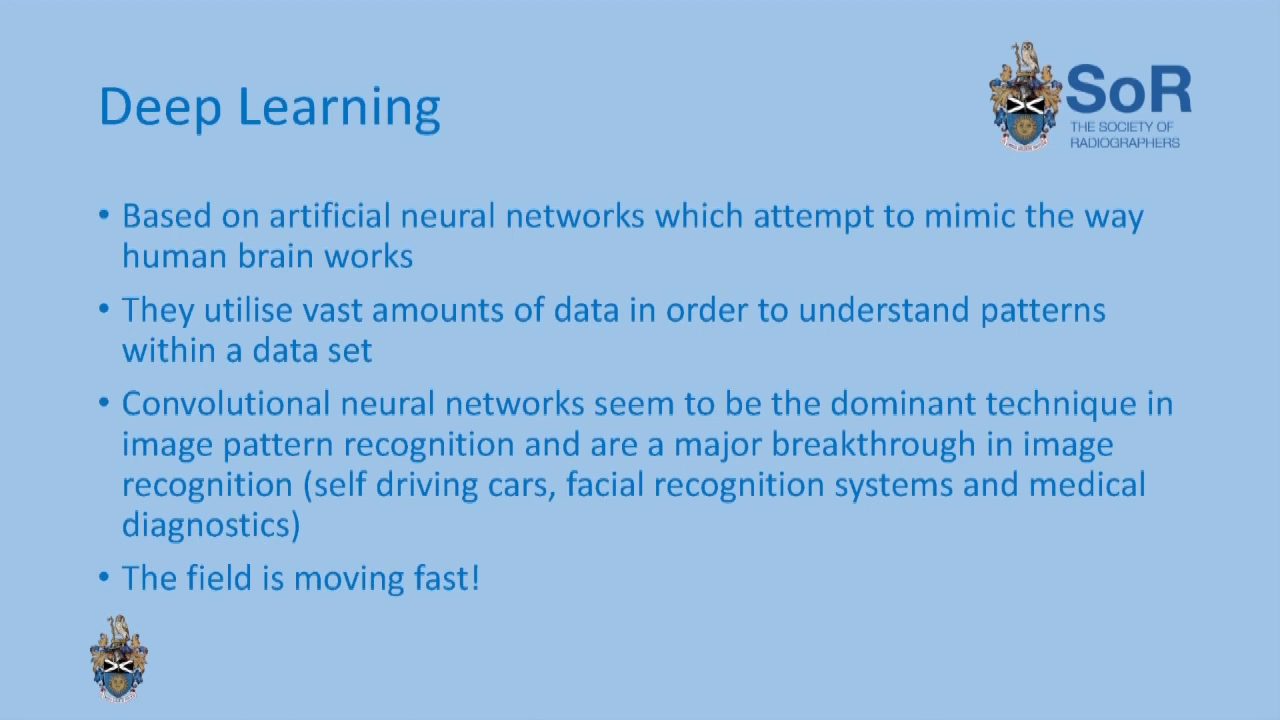 Deep Learning
SoR
THE SOCIETY OF
RADIOGRAPHERS
• Based on artificial neural networks which attempt to mimic the way
human brain works
• They utilise vast amounts of data in order to understand patterns
within a data set
• Convolutional neural networks seem to be the dominant technique in
image pattern recognition and are a major breakthrough in image
recognition (self driving cars, facial recognition systems and medical
diagnostics)
• The field is moving fast!